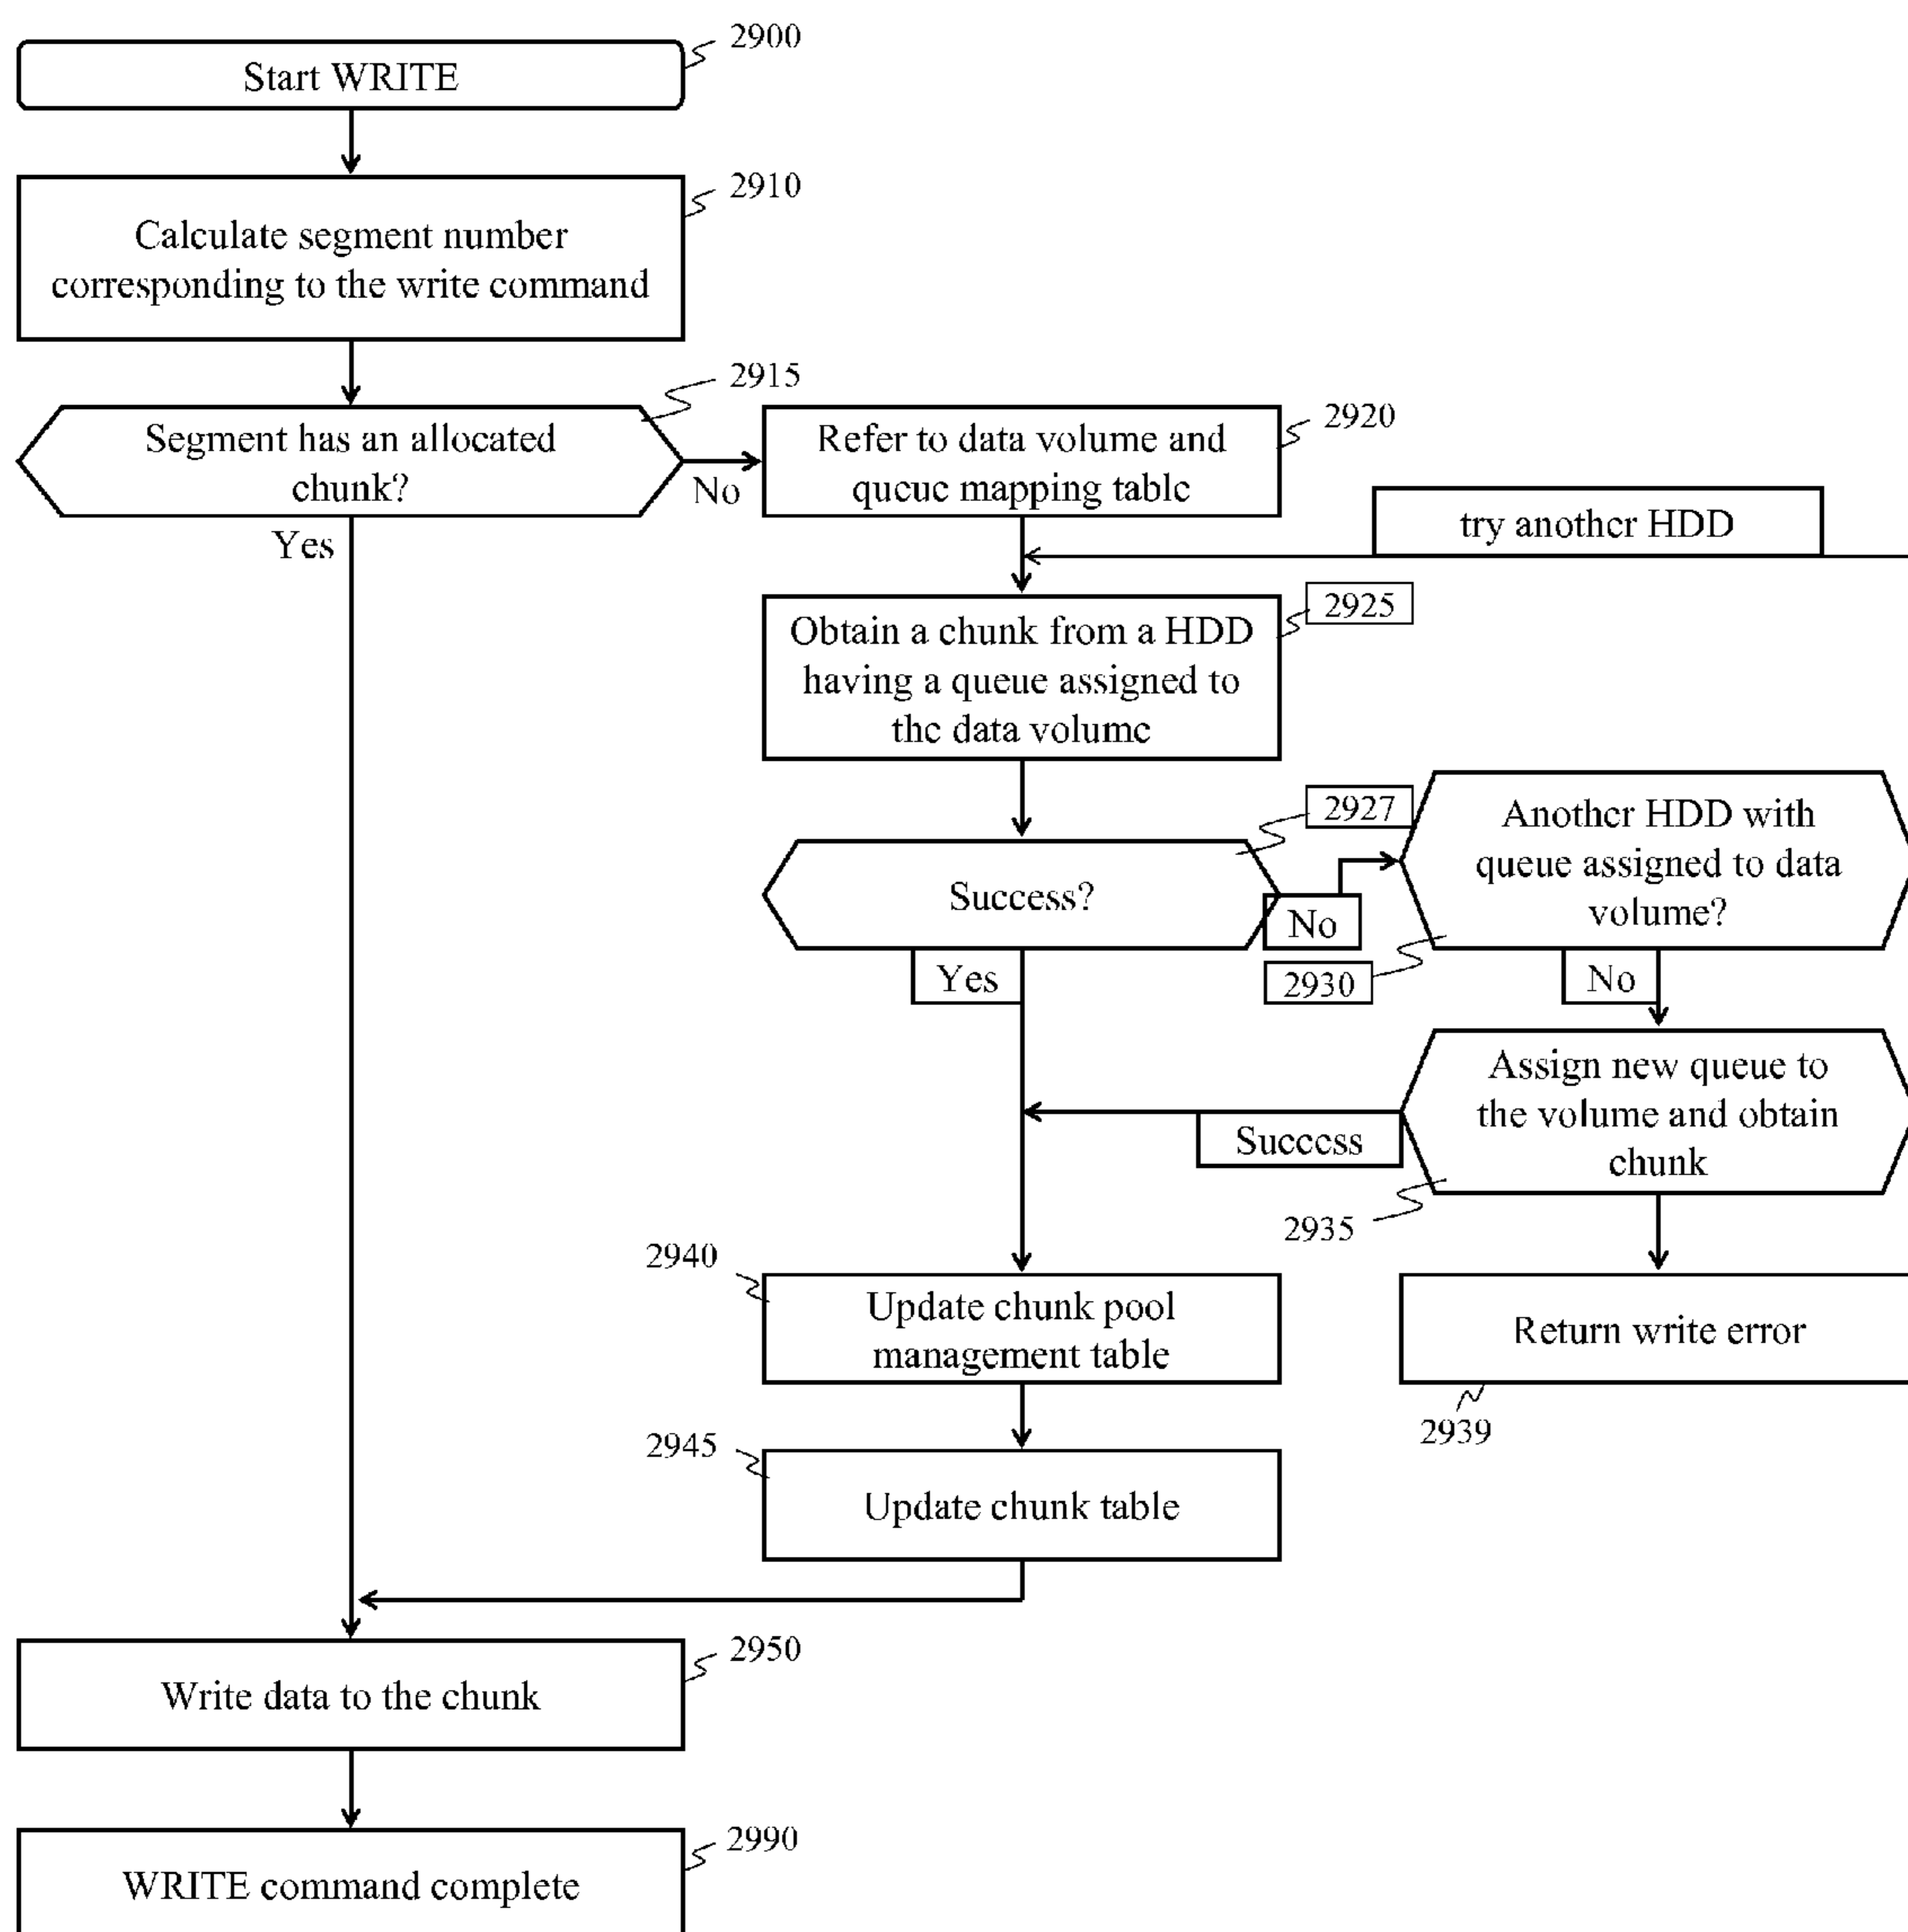 2900
Start WRITE
2910
Calculate segment number
corresponding to the write command
2915
Segment has an allocated
chunk?
No
Yes
2920
Refer to data volume and
queue mapping table
try another HDD
2925
Obtain a chunk from a HDD
having a queue assigned to
the data volume
2927
Success?
No
Yes
Another HDD with
queue assigned to data
volume?
2930
No
Assign new queue to
the volume and obtain
chunk
Success
2935
2940
Update chunk pool
management table
Return write error
2939
2945
Update chunk table
2950
Write data to the chunk
2990
WRITE command complete